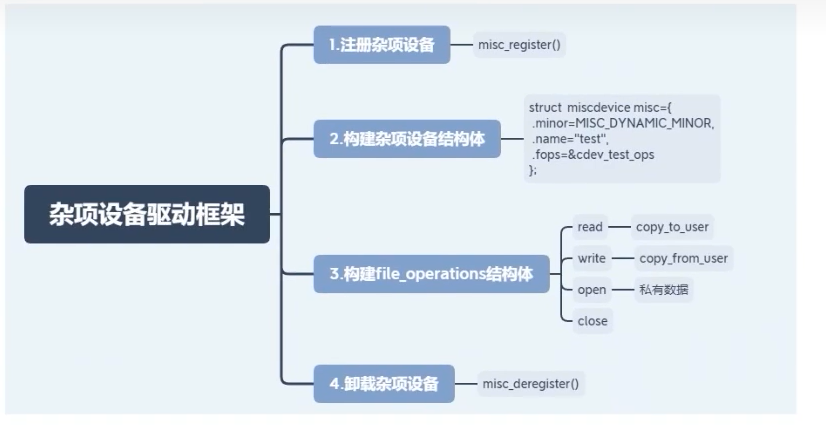 杂项设备驱动框架
1.注册杂项设备
misc_register()
2.构建杂项设备结构体
struct miscdevice misc={
.minor=MISC_DYNAMIC_MINOR,
.name="test",
.fops=&cdev_test_ops
};
3.构建file_operations结构体
read
copy_to_user
write
copy_from_user
open
私有数据
close
4.卸载杂项设备
misc_deregister()